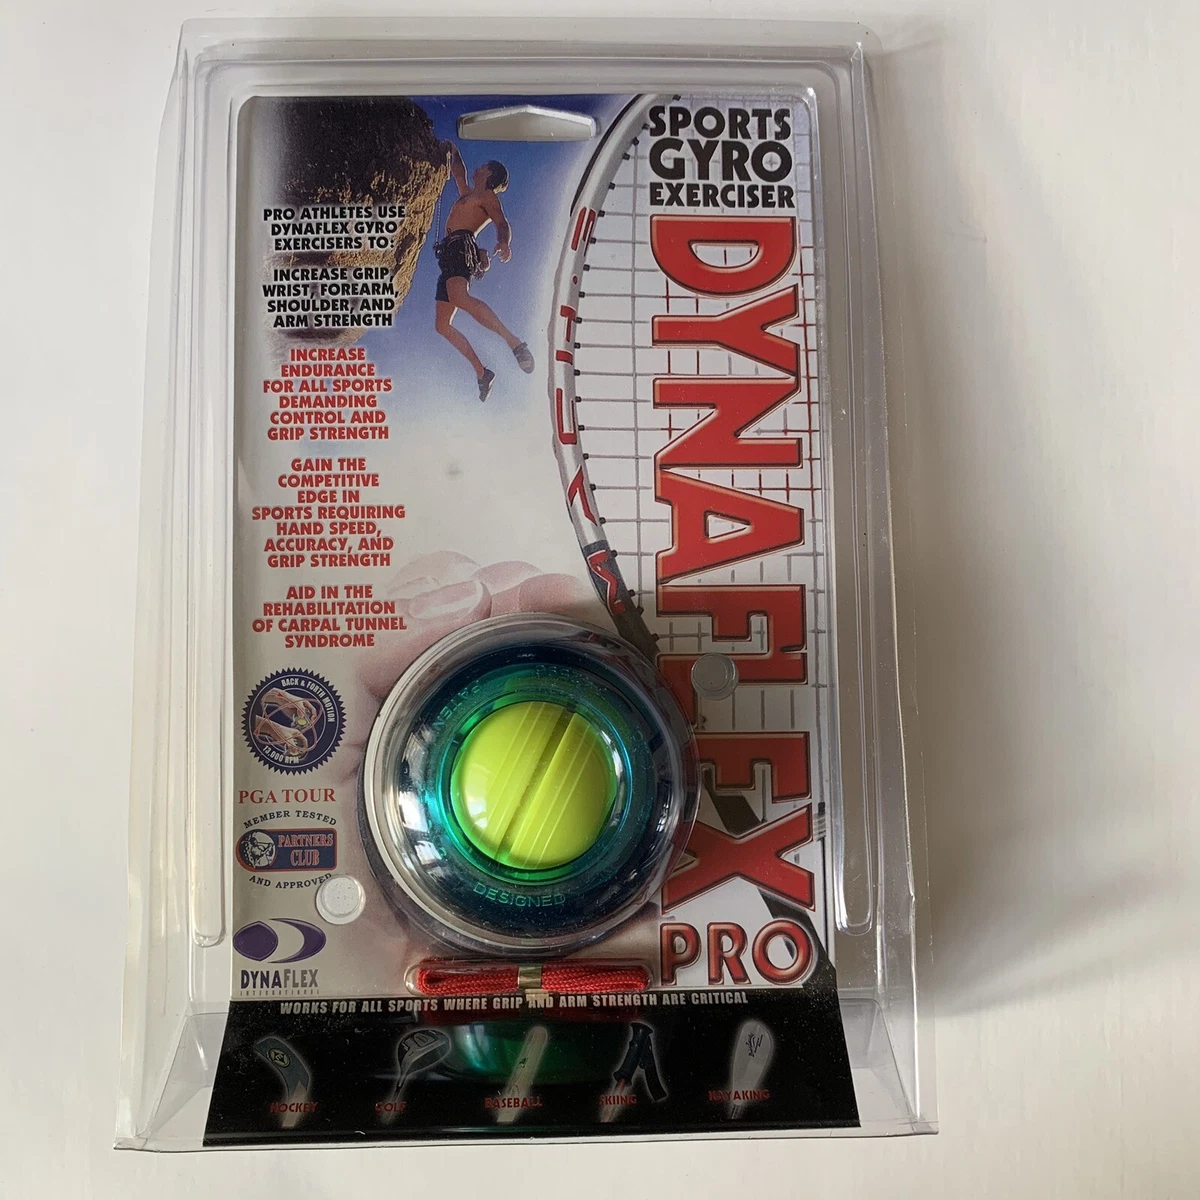 SPORTS
GYRO
EXERCISER
DYNAFLEX
PRO
PRO ATHLETES USE
DYNAFLEX GYRO
EXERCISERS TO:
INCREASE GRIP,
WRIST, FOREARM,
SHOULDER, AND
ARM STRENGTH
INCREASE
ENDURANCE
FOR ALL SPORTS
DEMANDING
CONTROL AND
GRIP STRENGTH
GAIN THE
COMPETITIVE
EDGE IN
SPORTS REQUIRING
HAND SPEED,
ACCURACY, AND
GRIP STRENGTH
AID IN THE
REHABILITATION
OF CARPAL TUNNEL
SYNDROME
BACK & FORTH MOTION
13,000 RPM
PGA TOUR
MEMBER TESTED
PARTNERS
CLUB
AND APPROVED
DESIGNED
DYNAFLEX
INTERNATIONAL
WORKS FOR ALL SPORTS WHERE GRIP AND ARM STRENGTH ARE CRITICAL
HOCKEY GOLF BASEBALL SKIING KAYAKING